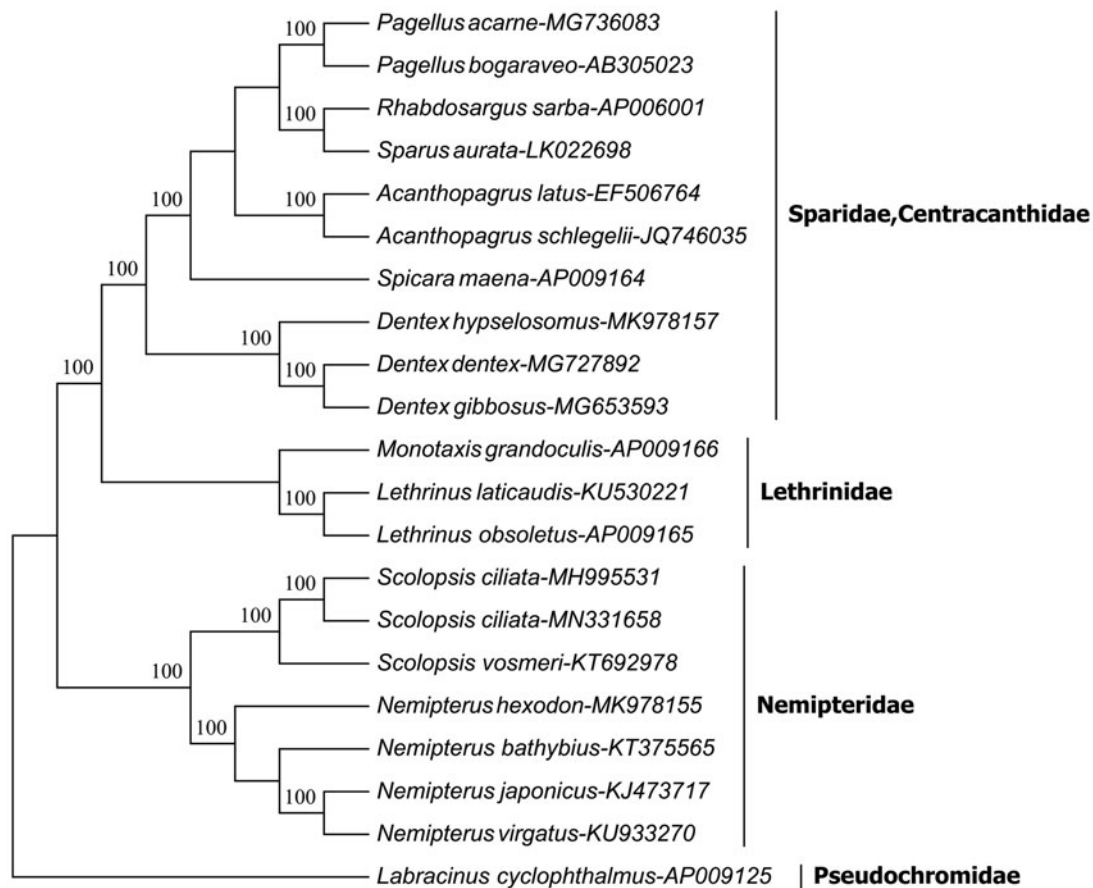 100
Pagellus acarne-MG736083
Pagellus bogaraveo-AB305023
100
Rhabdosargus sarba-AP006001
Sparus aurata-LK022698
100
Acanthopagrus latus-EF506764
100
Acanthopagrus schlegelii-JQ746035
Sparidae,Centracanthidae
100
Spicara maena-AP009164
Dentex hypselosomus-MK978157
100
Dentex dentex-MG727892
100
100
Dentex gibbosus-MG653593
Monotaxis grandoculis-AP009166
Lethrinus laticaudis-KU530221
100
Lethrinus obsoletus-AP009165
Lethrinidae
Scolopsis ciliata-MH995531
100
Scolopsis ciliata-MN331658
100
Scolopsis vosmeri-KT692978
100
Nemipterus hexodon-MK978155
Nemipteridae
100
Nemipterus bathybius-KT375565
Nemipterus japonicus-KJ473717
100
Nemipterus virgatus-KU933270
Labracinus cyclophthalmus-AP009125
Pseudochromidae